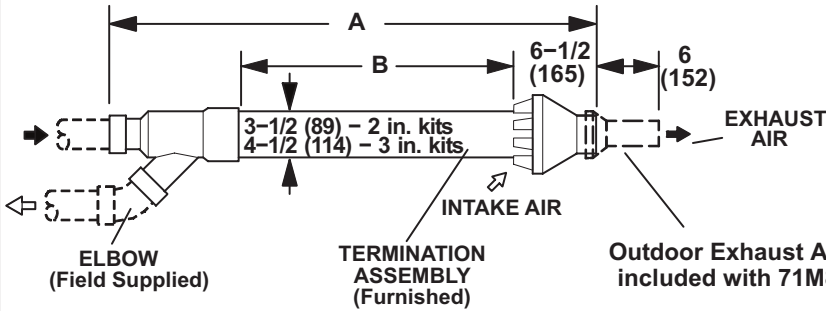 A
B
6−1/2
(165)
6
(152)
3−1/2 (89) − 2 in. kits
4−1/2 (114) − 3 in. kits
EXHAUST
AIR
INTAKE AIR
ELBOW
(Field Supplied)
TERMINATION
ASSEMBLY
(Furnished)
Outdoor Exhaust A
included with 71M